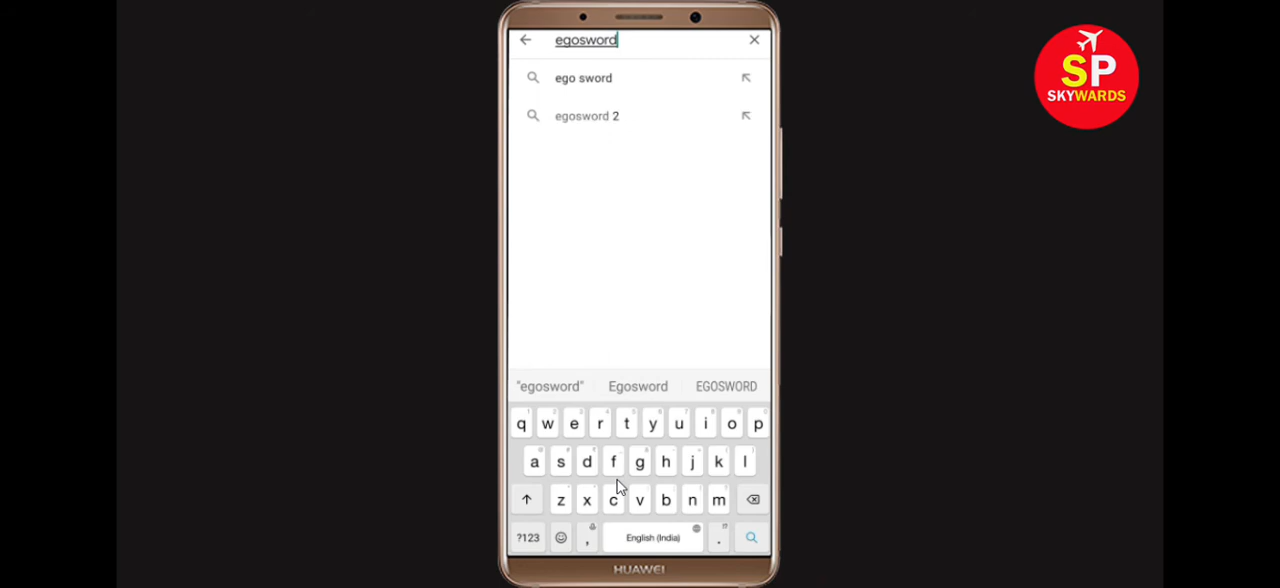 egosword
ego sword
egosword 2
"egosword" Egosword EGOSWORD
q w e r t y u i o p
a s d f g h j k l
z x c v b n m
?123 , English (India) .
HUAWEI
SP
SKYWARDS